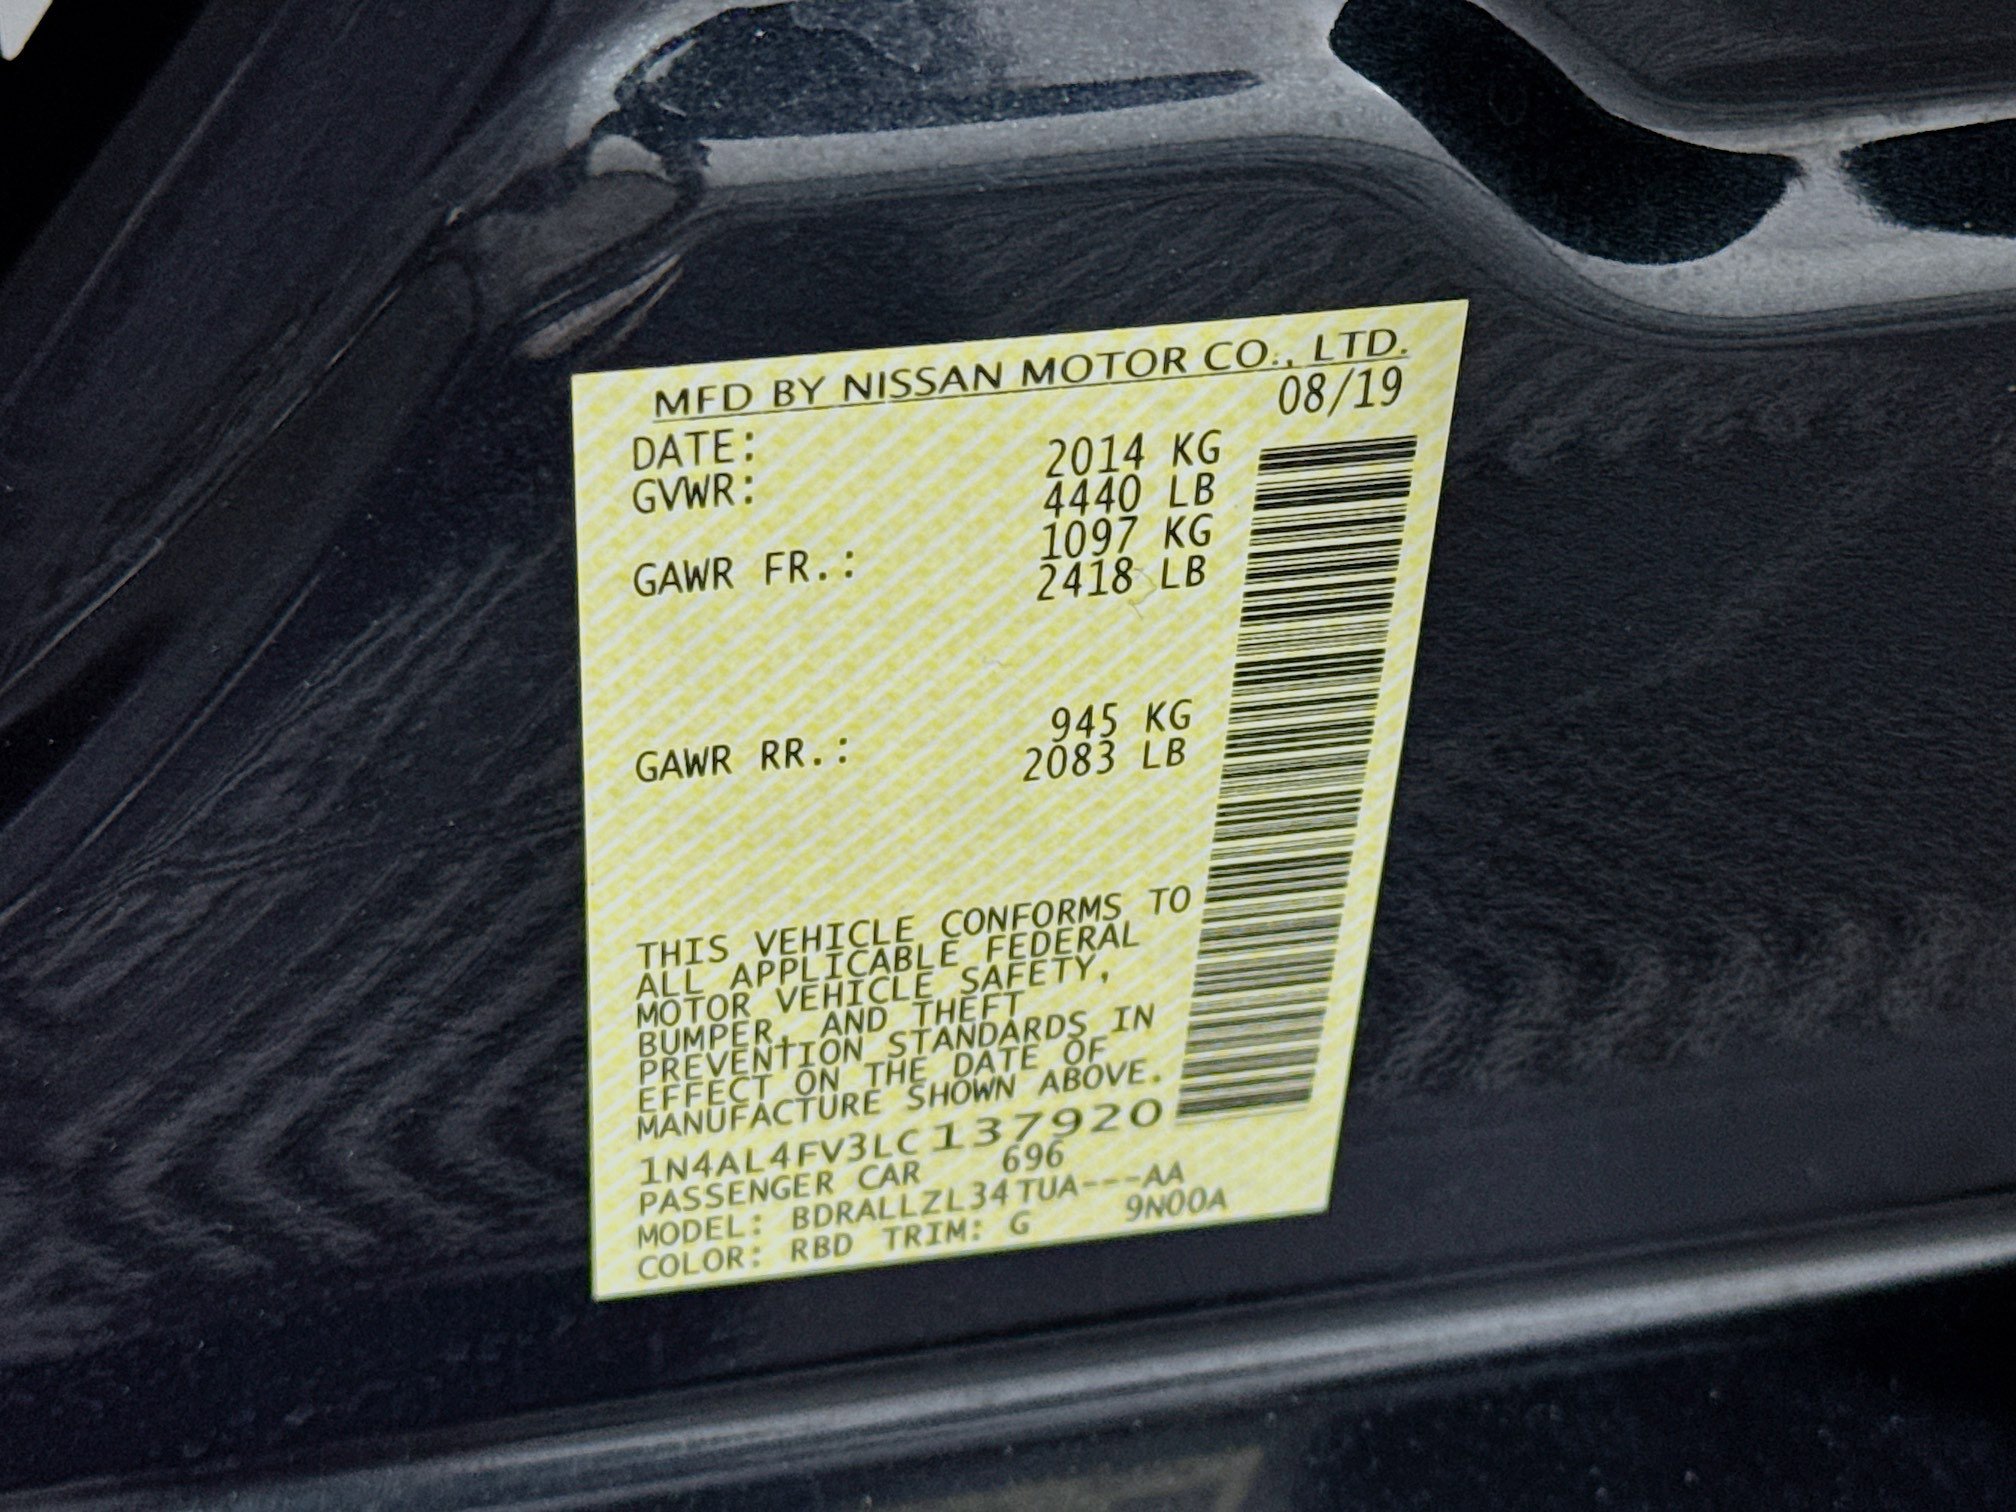 MFD BY NISSAN MOTOR CO., LTD.
DATE: 08/19
GVWR: 2014 KG
4440 LB
GAWR FR.: 1097 KG
2418 LB
GAWR RR.: 945 KG
2083 LB
THIS VEHICLE CONFORMS TO
ALL APPLICABLE FEDERAL
MOTOR VEHICLE SAFETY,
BUMPER, AND THEFT
PREVENTION STANDARDS IN
EFFECT ON THE DATE OF
MANUFACTURE SHOWN ABOVE.
1N4AL4FV3LC137920
PASSENGER CAR 696
MODEL: BDRALLZL34TUA---AA
COLOR: RBD TRIM: G 9N00A